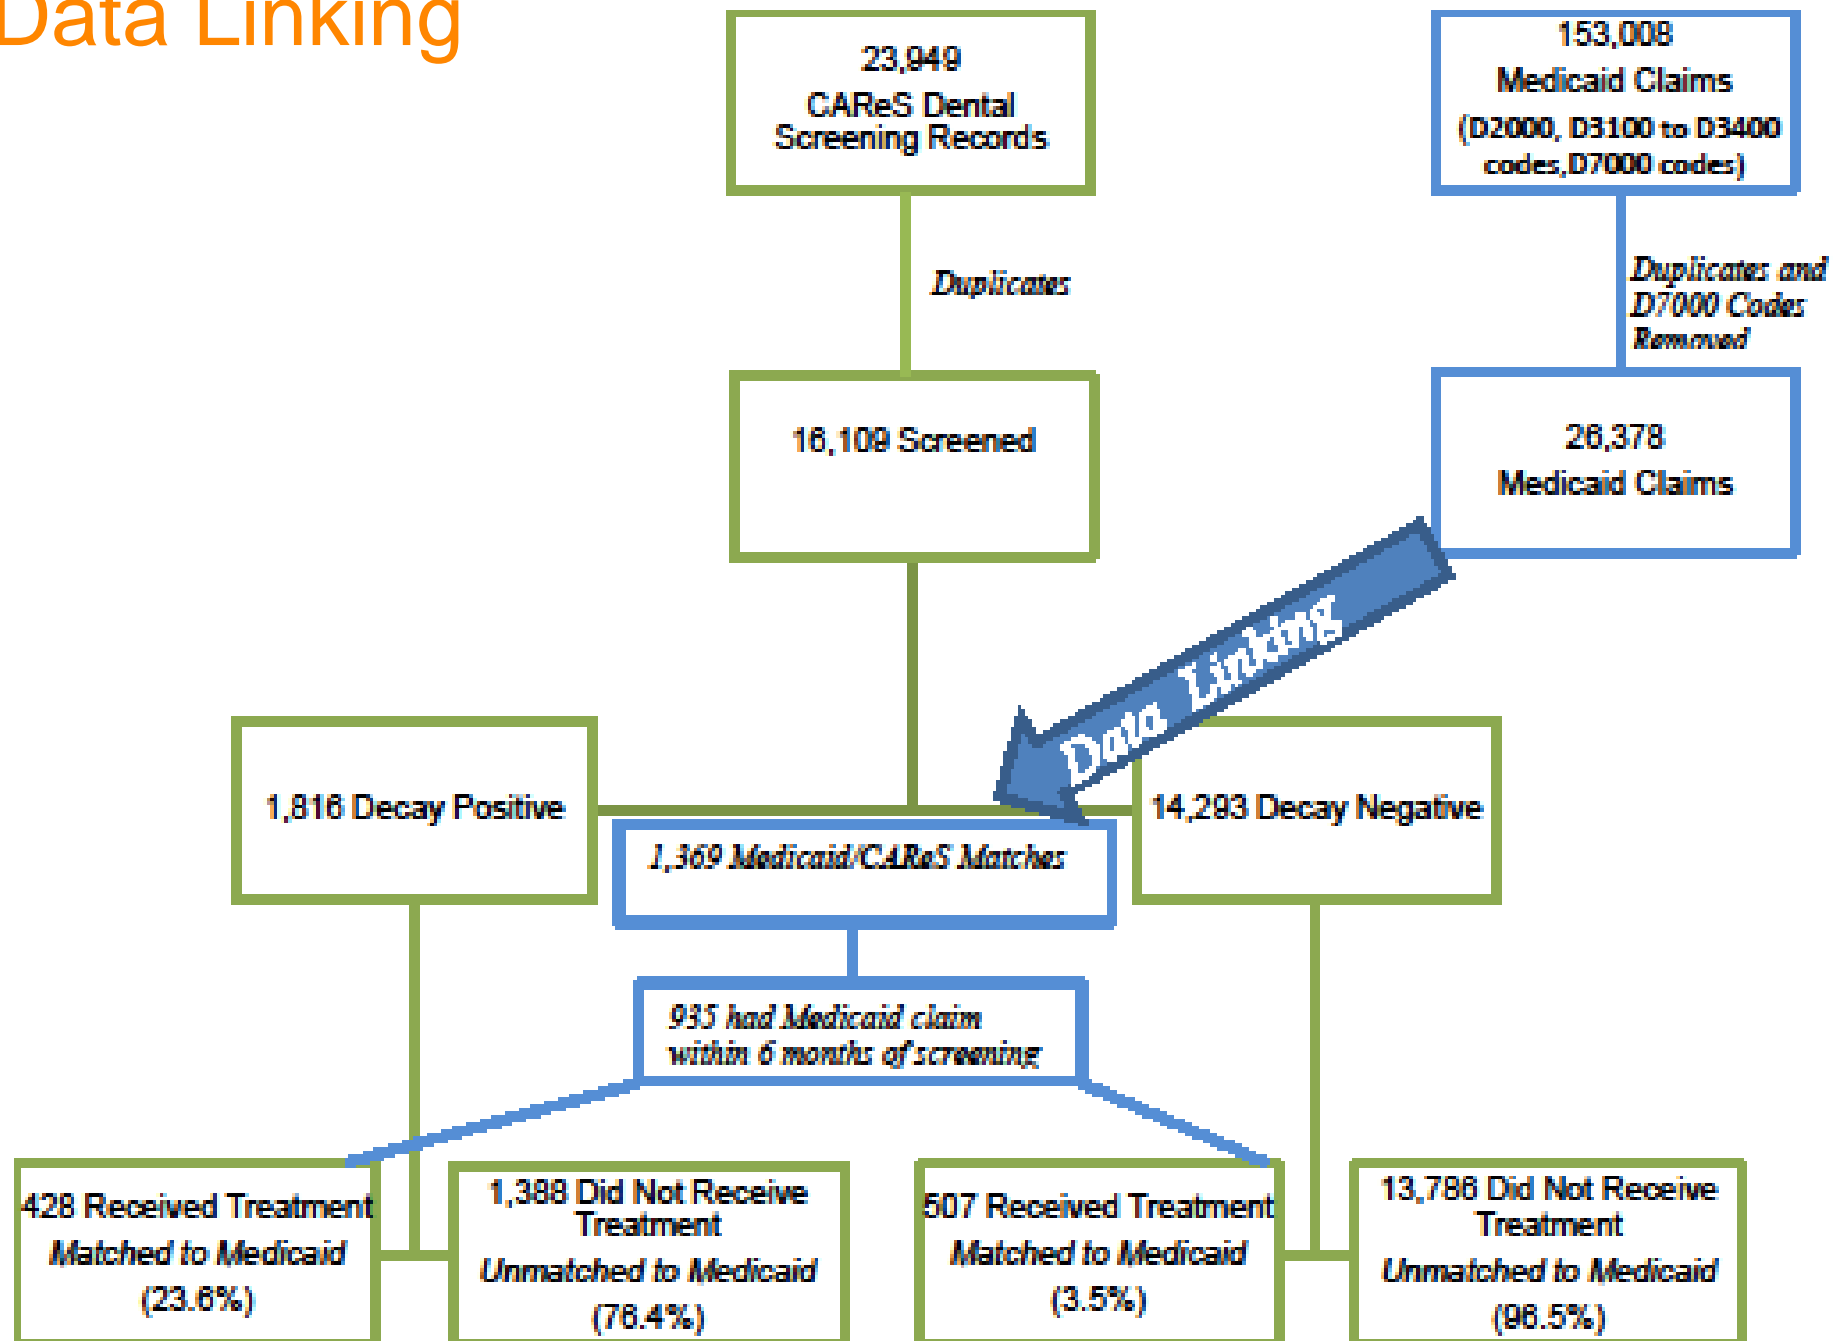 Data Linking
23,949
CAReS Dental
Screening Records
153,008
Medicaid Claims
(D2000, D3100 to D3400
codes,D7000 codes)
Duplicates
Duplicates and
D7000 Codes
Removed
16,109 Screened
26,378
Medicaid Claims
Data Linking
1,816 Decay Positive
14,293 Decay Negative
1,369 Medicaid/CAReS Matches
935 had Medicaid claim
within 6 months of screening
428 Received Treatment
Matched to Medicaid
(23.6%)
1,388 Did Not Receive
Treatment
Unmatched to Medicaid
(76.4%)
507 Received Treatment
Matched to Medicaid
(3.5%)
13,786 Did Not Receive
Treatment
Unmatched to Medicaid
(96.5%)